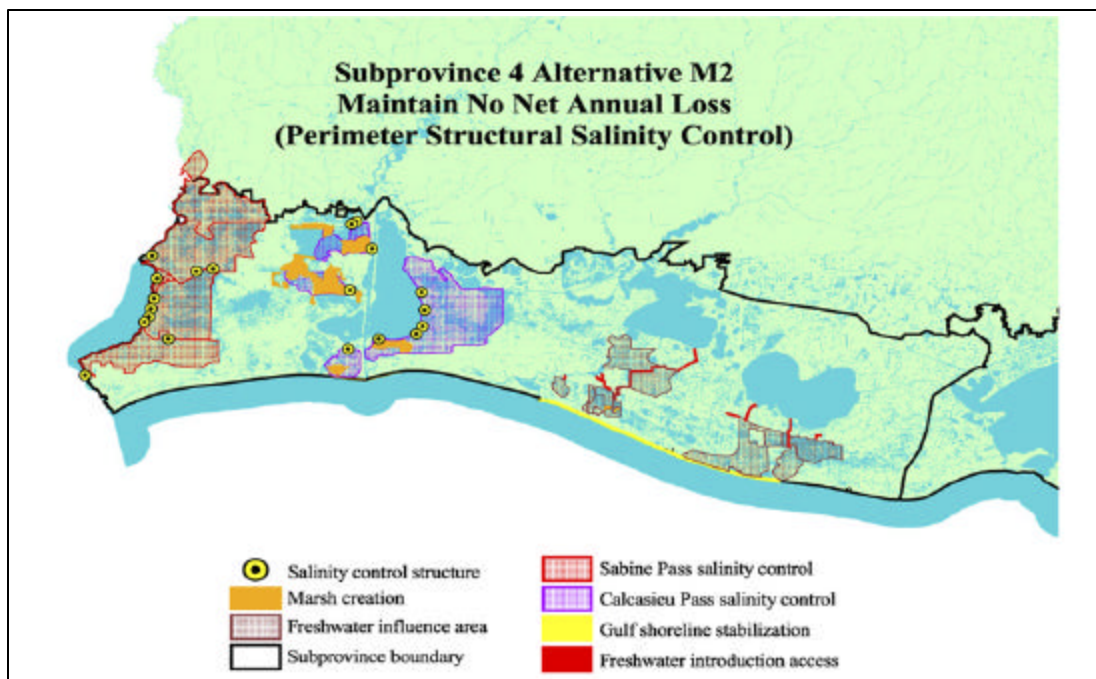 Subprovince 4 Alternative M2
Maintain No Net Annual Loss
(Perimeter Structural Salinity Control)
Salinity control structure
Marsh creation
Freshwater influence area
Subprovince boundary
Sabine Pass salinity control
Calcasieu Pass salinity control
Gulf shoreline stabilization
Freshwater introduction access